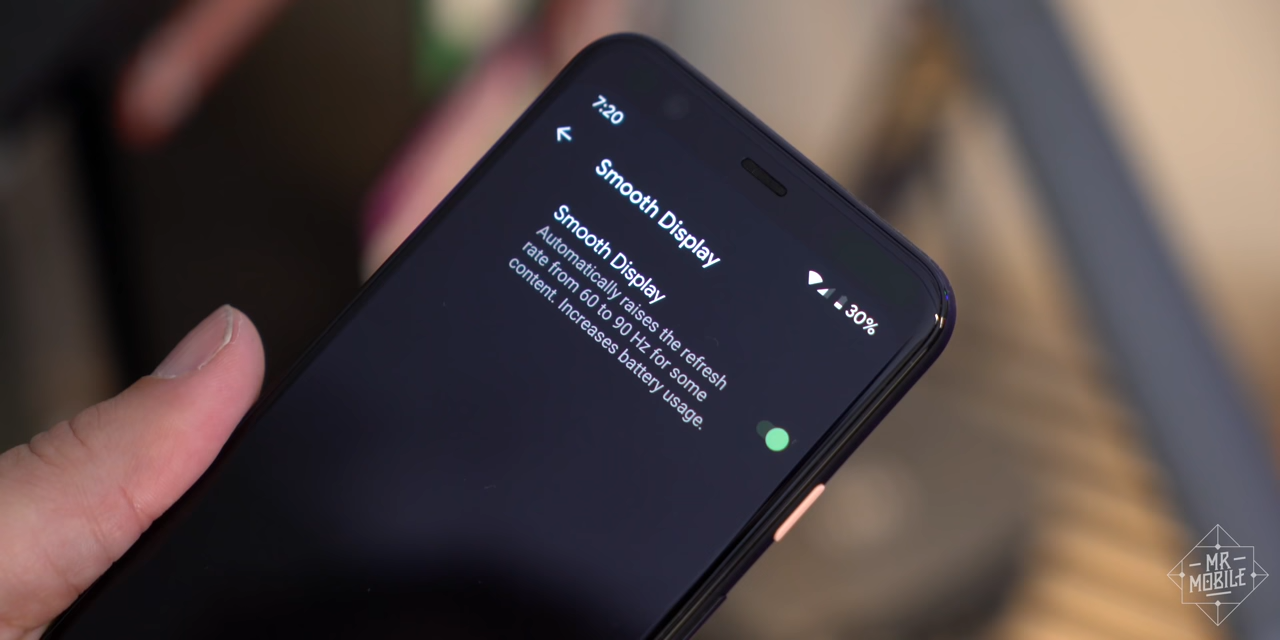 7:20
30%
Smooth Display
Smooth Display
Automatically raises the refresh
rate from 60 to 90 Hz for some
content. Increases battery usage.
MR
MOBILE